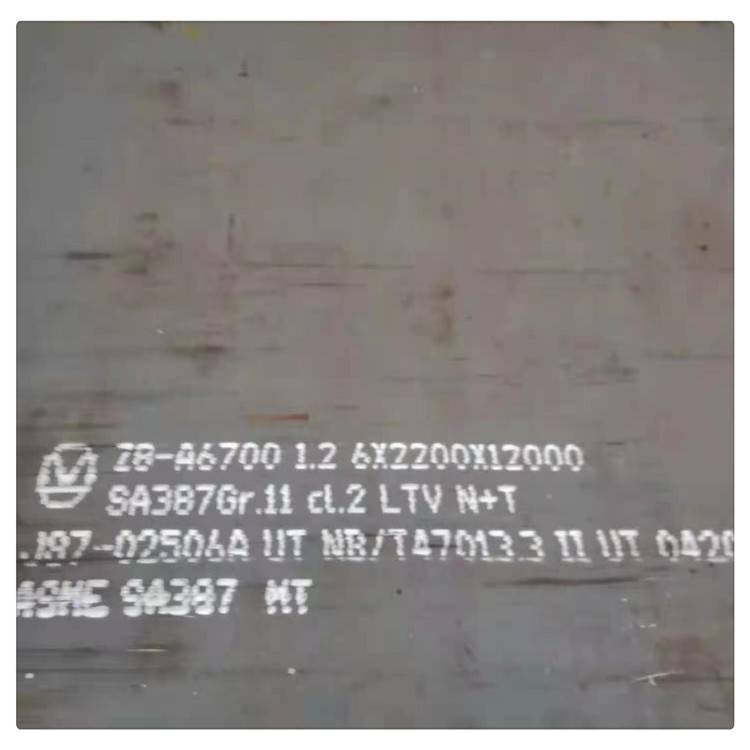 Z8-A6700 1.2 6X2200X12000
SA387Gr.11 cl.2 LTV N+T
J87-02506A UT NB/T47013.3 II UT 0420
ASME SA387 MT